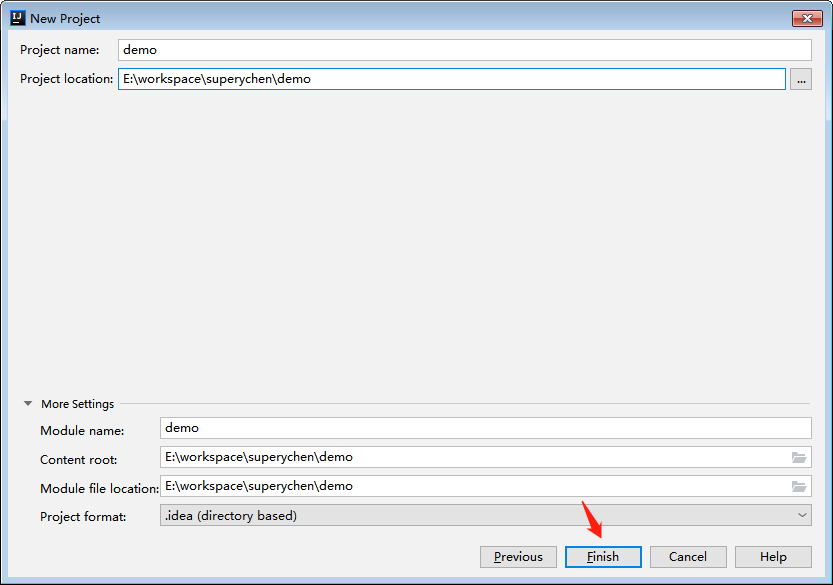 New Project
Project name: demo
Project location: E:\workspace\superychen\demo ...
More Settings
Module name: demo
Content root: E:\workspace\superychen\demo
Module file location: E:\workspace\superychen\demo
Project format: .idea (directory based)
Previous Finish Cancel Help